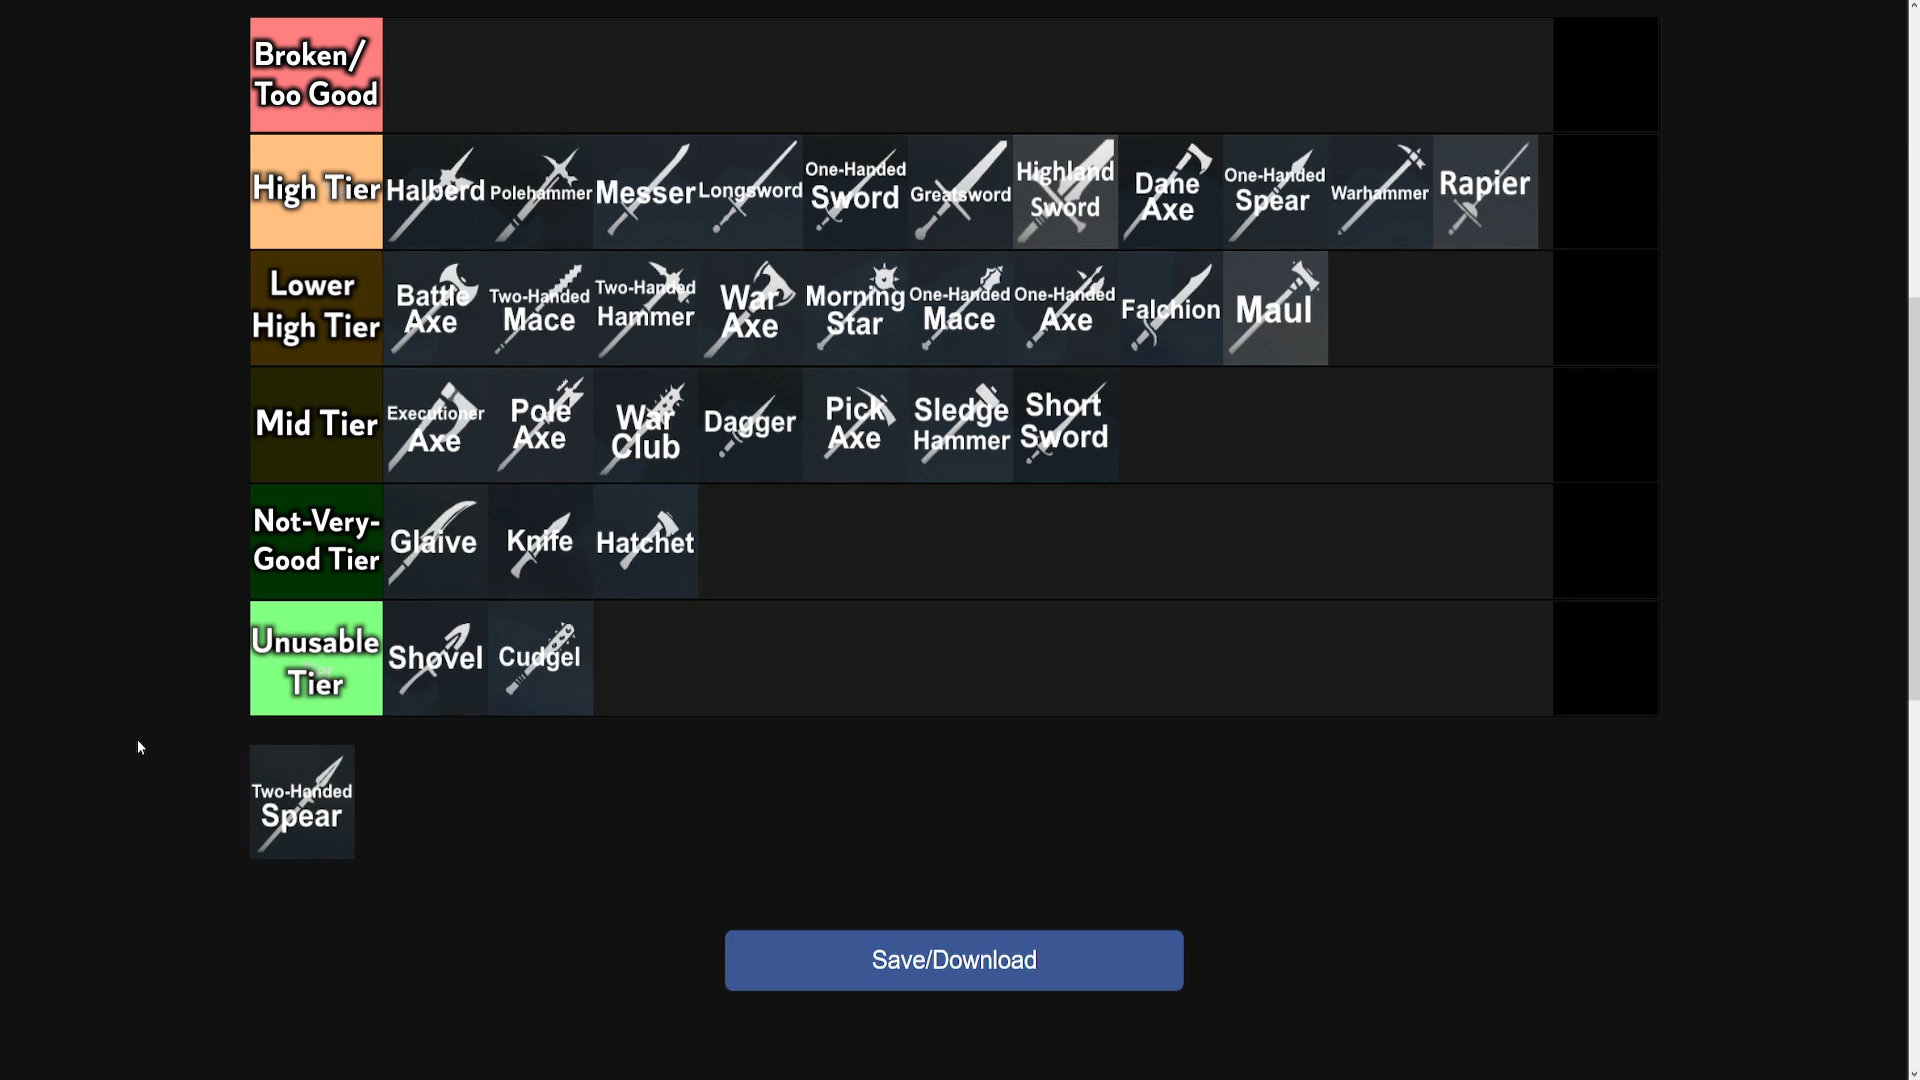 Broken/
Too Good
High Tier
Halberd
Polehammer
Messer
Longsword
One-Handed
Sword
Greatsword
Highland
Sword
Dane
Axe
One-Handed
Spear
Warhammer
Rapier
Lower
High Tier
Battle
Axe
Two-Handed
Mace
Two-Handed
Hammer
War
Axe
Morning
Star
One-Handed
Mace
One-Handed
Axe
Falchion
Maul
Mid Tier
Executioner
Axe
Pole
Axe
War
Club
Dagger
Pick
Axe
Sledge
Hammer
Short
Sword
Not-Very-
Good Tier
Glaive
Knife
Hatchet
Unusable
Tier
Shovel
Cudgel
Two-Handed
Spear
Save/Download